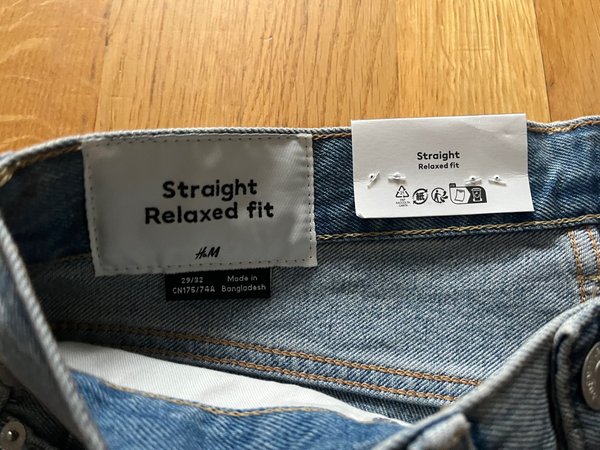 Straight
Relaxed fit
H&M
29/32
CN175/74A
Made in
Bangladesh
Straight
Relaxed fit